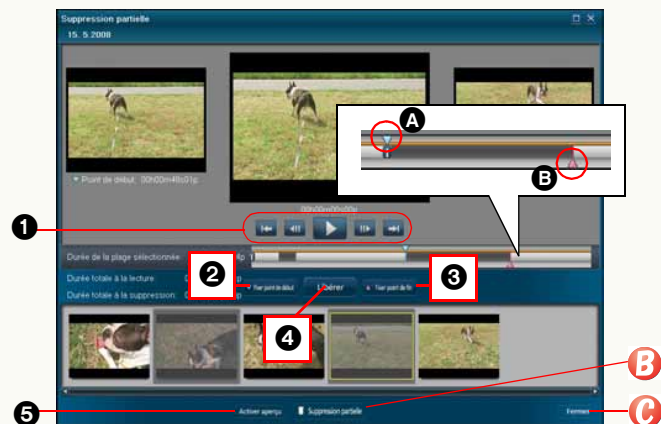 Suppression partielle
15. 5.2008
A
B
Point de début: 00h00m48s01p
00h00m00s00p
1
Durée de la plage sélectionnée
4p
Durée totale à la lecture:
Durée totale à la suppression:
2
Fixer point de début
Libérer
Fixer point de fin
3
4
B
5
Activer aperçu
Suppression partielle
Fermer
C